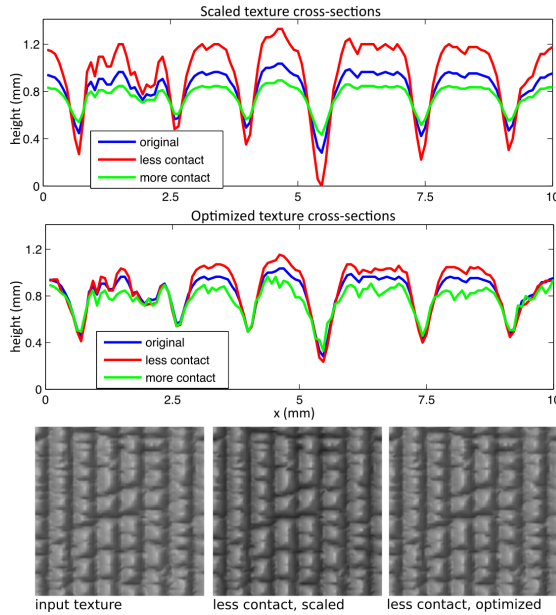 Scaled texture cross-sections
height (mm)
1.2
0.8
0.4
0
original
less contact
more contact
0
2.5
5
7.5
10
Optimized texture cross-sections
height (mm)
1.2
0.8
0.4
0
original
less contact
more contact
0
2.5
5
7.5
10
x (mm)
input texture
less contact, scaled
less contact, optimized